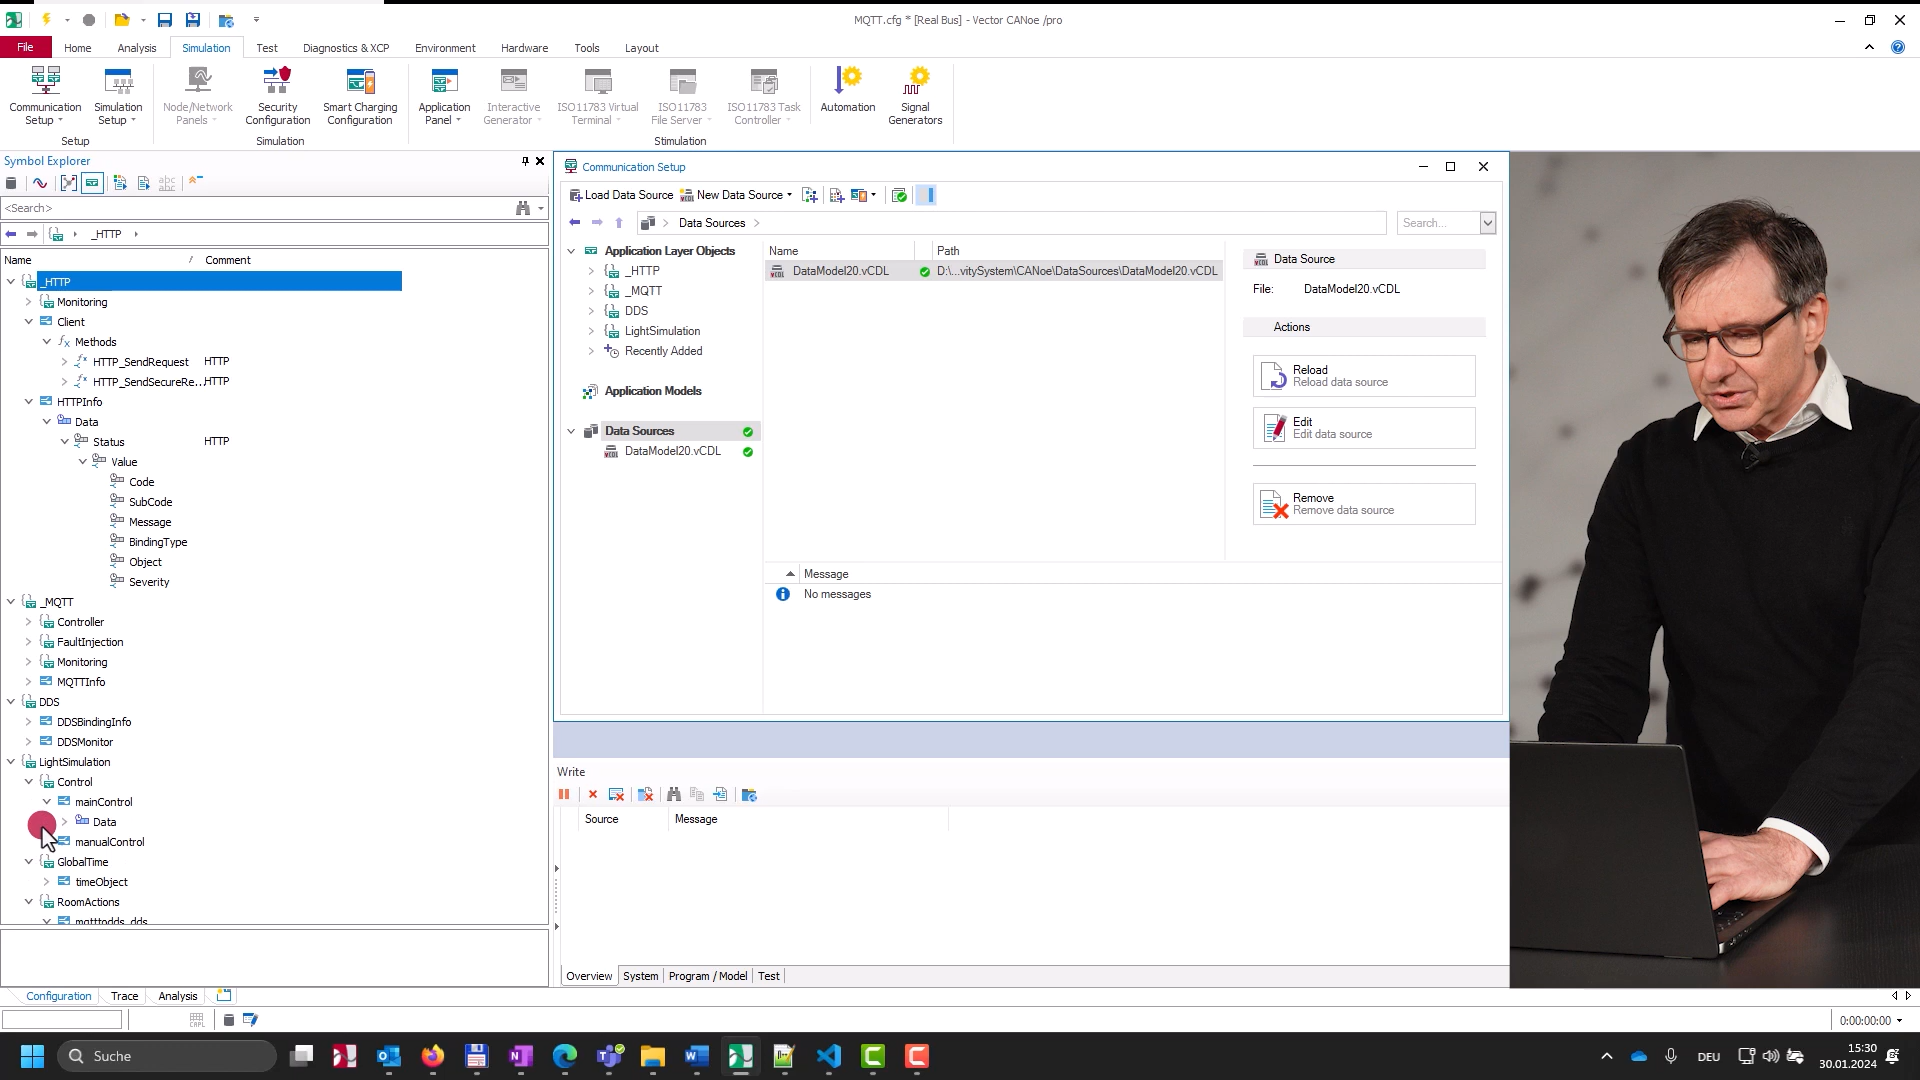 MQTT.cfg * [Real Bus] - Vector CANoe /pro
File Home Analysis Simulation Test Diagnostics & XCP Environment Hardware Tools Layout
Communication Setup
Simulation Setup
Node/Network Panels
Security Configuration
Smart Charging Configuration
Application Panel
Interactive Generator
ISO11783 Virtual Terminal
ISO11783 File Server
ISO11783 Task Controller
Automation
Signal Generators
Setup Simulation Stimulation
Symbol Explorer
<Search>
_HTTP
Name / Comment
_HTTP
Monitoring
Client
Methods
HTTP_SendRequest HTTP
HTTP_SendSecureRe... HTTP
HTTPInfo
Data
Status HTTP
Value
Code
SubCode
Message
BindingType
Object
Severity
_MQTT
Controller
FaultInjection
Monitoring
MQTTInfo
DDS
DDSBindingInfo
DDSMonitor
LightSimulation
Control
mainControl
Data
manualControl
GlobalTime
timeObject
RoomActions
mqtttodds_dds
Communication Setup
Load Data Source New Data Source
Data Sources
Search...
Application Layer Objects
_HTTP
_MQTT
DDS
LightSimulation
Recently Added
Application Models
Data Sources
DataModel20.vCDL
Name Path
DataModel20.vCDL D:\...vitySystem\CANoe\DataSources\DataModel20.vCDL
Data Source
File: DataModel20.vCDL
Actions
Reload
Reload data source
Edit
Edit data source
Remove
Remove data source
Message
No messages
Write
Source Message
Overview System Program / Model Test
Configuration Trace Analysis
0:00:00:00
Suche
DEU
15:30
30.01.2024